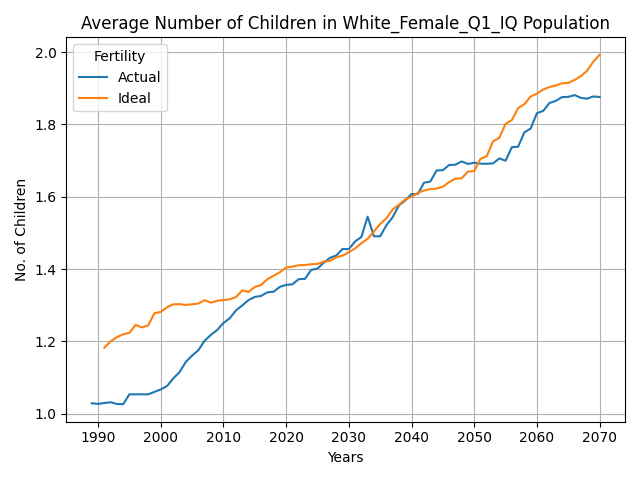 Average Number of Children in White_Female_Q1_IQ Population
Fertility
Actual
Ideal
No. of Children
2.0
1.8
1.6
1.4
1.2
1.0
1990 2000 2010 2020 2030 2040 2050 2060 2070
Years